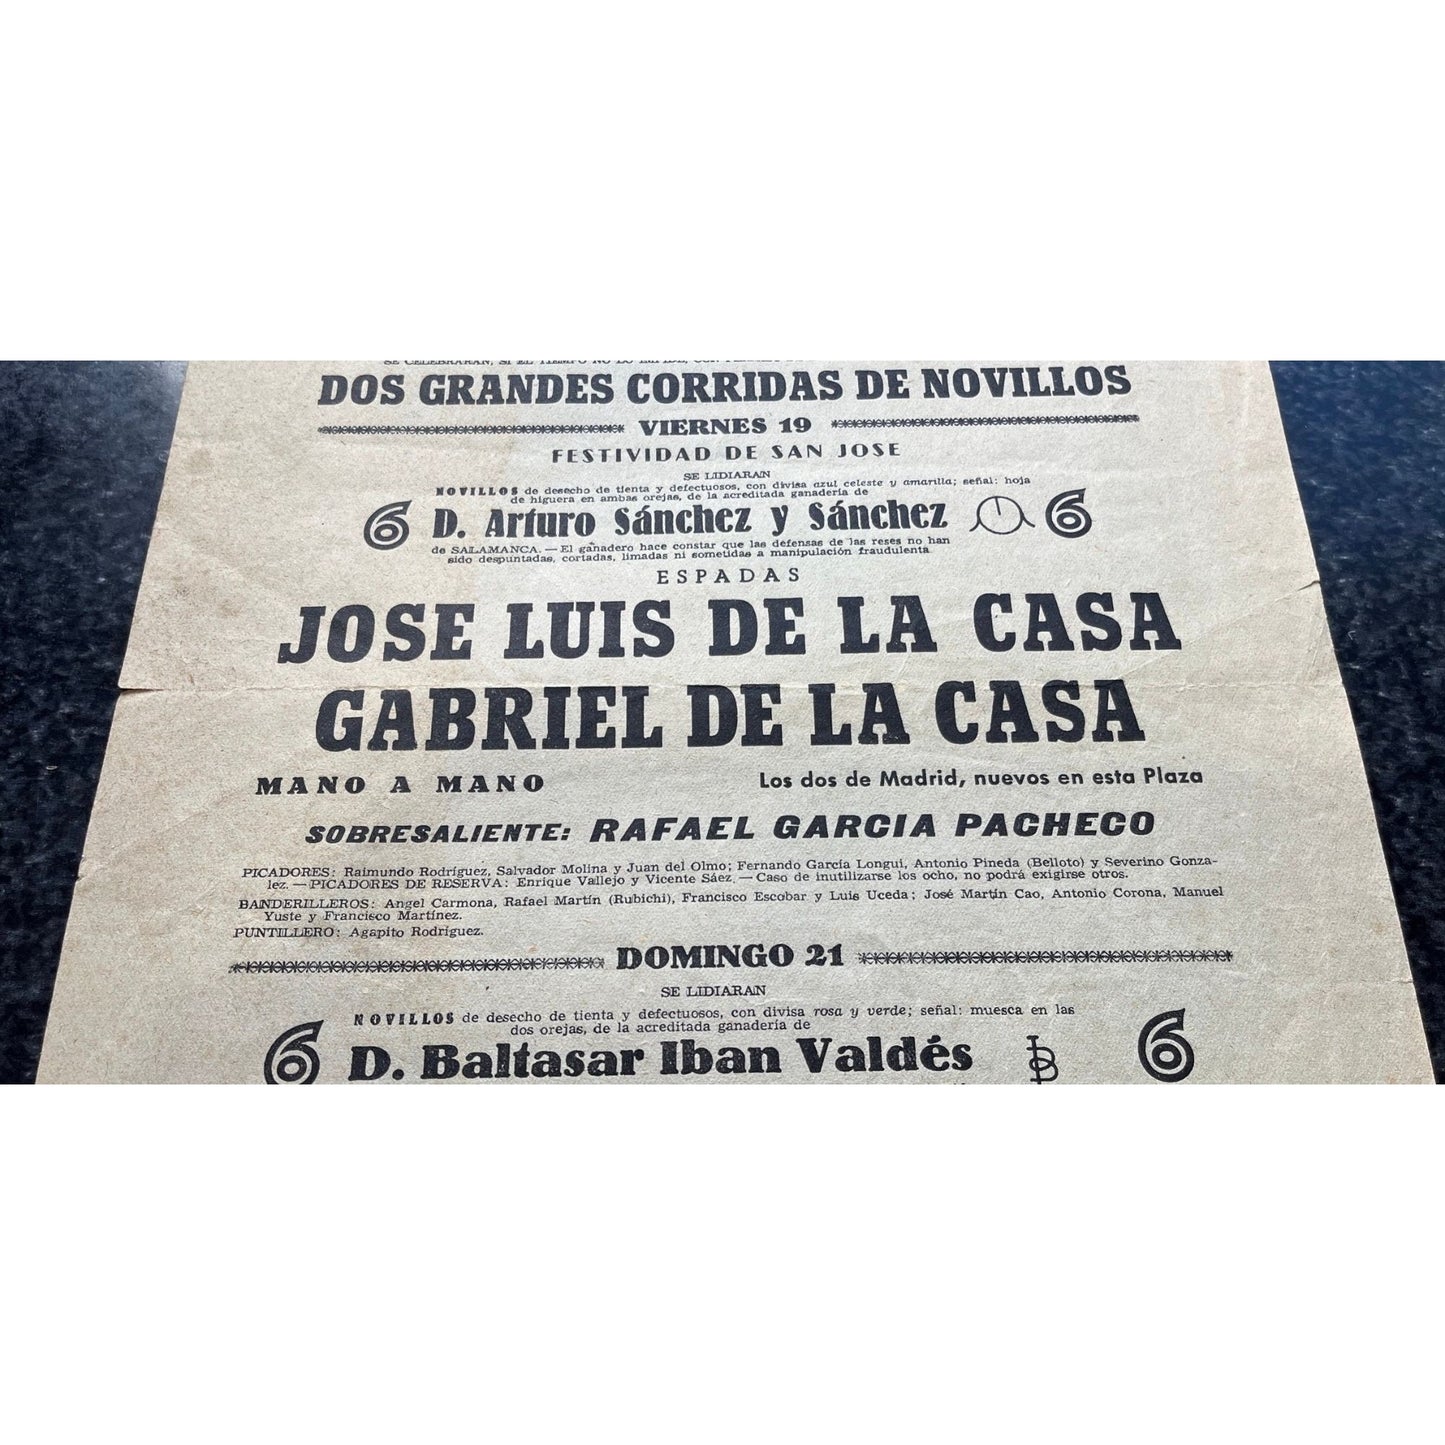 SE CELEBRARAN, SI EL TIEMPO NO LO IMPIDE, CON
DOS GRANDES CORRIDAS DE NOVILLOS
VIERNES 19
FESTIVIDAD DE SAN JOSE
SE LIDIARAN
NOVILLOS de desecho de tienta y defectuosos, con divisa azul celeste y amarilla; señal: hoja
de higuera en ambas orejas, de la acreditada ganadería de
6 D. Arturo Sánchez y Sánchez 6
de SALAMANCA. — El ganadero hace constar que las defensas de las reses no han
sido despuntadas, cortadas, limadas ni sometidas a manipulación fraudulenta
ESPADAS
JOSE LUIS DE LA CASA
GABRIEL DE LA CASA
MANO A MANO Los dos de Madrid, nuevos en esta Plaza
SOBRESALIENTE: RAFAEL GARCIA PACHECO
PICADORES: Raimundo Rodríguez, Salvador Molina y Juan del Olmo; Fernando García Longui, Antonio Pineda (Belloto) y Severino Gonza-
lez. — PICADORES DE RESERVA: Enrique Vallejo y Vicente Sáez. — Caso de inutilizarse los ocho, no podrá exigirse otros.
BANDERILLEROS: Angel Carmona, Rafael Martín (Rubichi), Francisco Escobar y Luis Uceda; José Martín Cao, Antonio Corona, Manuel
Yuste y Francisco Martínez.
PUNTILLERO: Agapito Rodríguez.
DOMINGO 21
SE LIDIARAN
NOVILLOS de desecho de tienta y defectuosos, con divisa rosa y verde; señal: muesca en las
dos orejas, de la acreditada ganadería de
6 D. Baltasar Iban Valdés 6